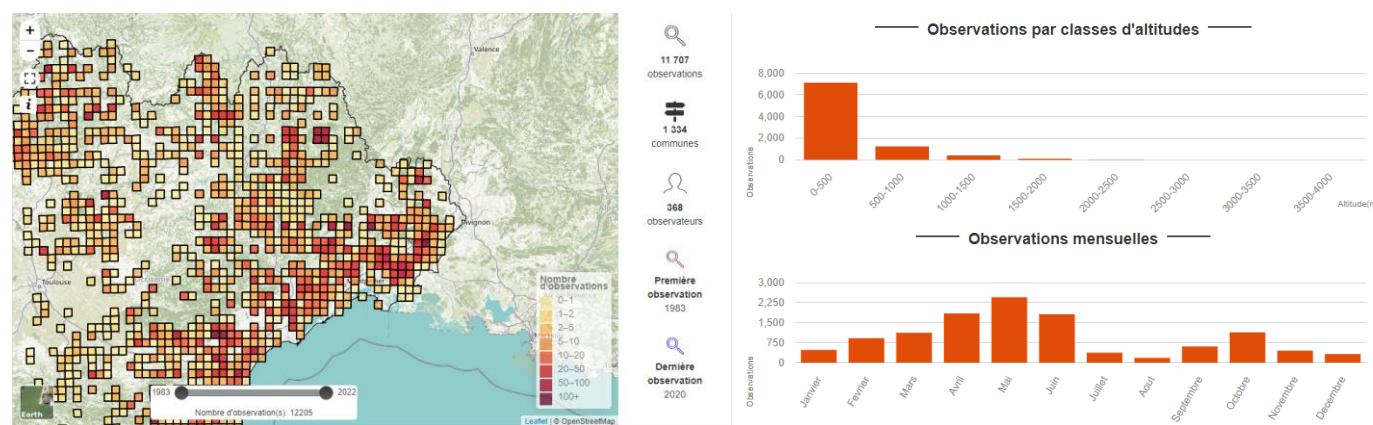 +
−
i
Valence
Avignon
Toulouse
Occitanie
Montpellier
Nombre
d'observations
0–1
1–2
2–5
5–10
10–20
20–50
50–100
100+
Earth
1983
2022
Nombre d'observation(s): 12205
Leaflet | © OpenStreetMap
11 707
observations
1 334
communes
368
observateurs
Première
observation
1983
Dernière
observation
2020
Observations par classes d'altitudes
8,000
6,000
4,000
2,000
0
Observations
0-500
500-1000
1000-1500
1500-2000
2000-2500
2500-3000
3000-3500
3500-4000
Altitude(m
Observations mensuelles
3,000
2,250
1,500
750
0
Observations
Janvier
Fevrier
Mars
Avril
Mai
Juin
Juillet
Aout
Septembre
Octobre
Novembre
Decembre